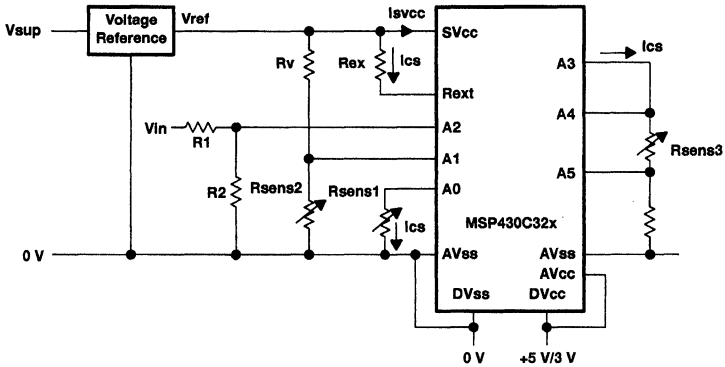 Vsup
Voltage
Reference
Vref
Isvcc
SVcc
Rv
Rex
Ics
Rext
Vin
R1
A2
A1
R2
Rsens2
Rsens1
A0
Ics
0 V
AVss
MSP430C32x
A3
Ics
A4
Rsens3
A5
AVss
AVcc
DVss
DVcc
0 V
+5 V/3 V